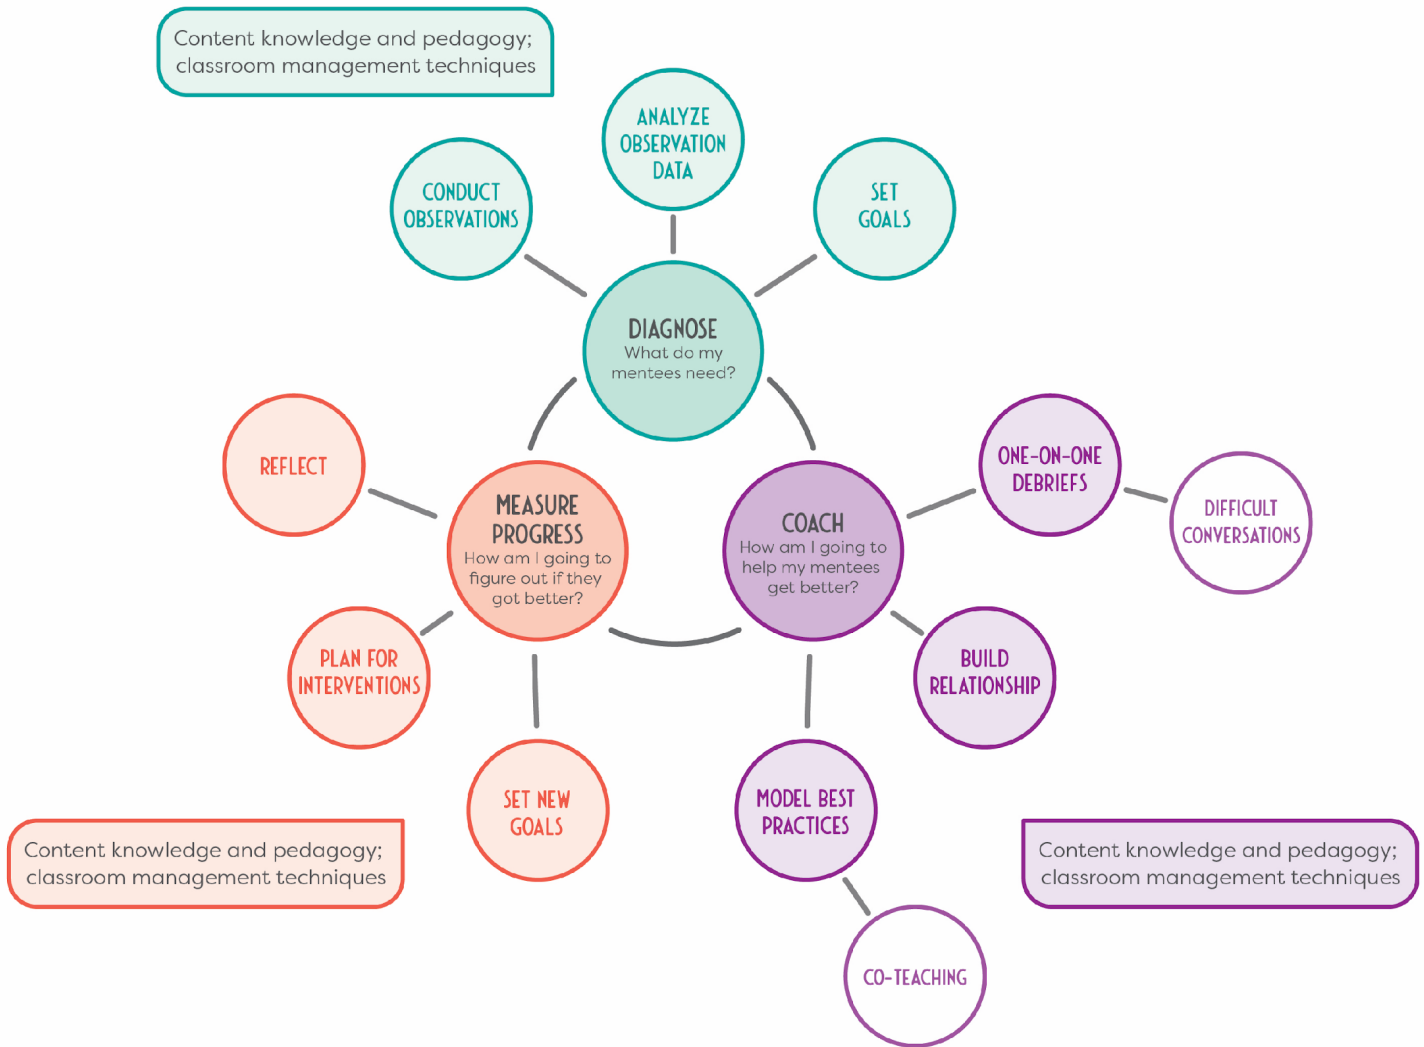 Content knowledge and pedagogy;
classroom management techniques
ANALYZE
OBSERVATION
DATA
CONDUCT
OBSERVATIONS
SET
GOALS
DIAGNOSE
What do my
mentees need?
REFLECT
MEASURE
PROGRESS
How am I going to
figure out if they
got better?
COACH
How am I going to
help my mentees
get better?
ONE-ON-ONE
DEBRIEFS
DIFFICULT
CONVERSATIONS
PLAN FOR
INTERVENTIONS
BUILD
RELATIONSHIP
SET NEW
GOALS
MODEL BEST
PRACTICES
Content knowledge and pedagogy;
classroom management techniques
Content knowledge and pedagogy;
classroom management techniques
CO-TEACHING